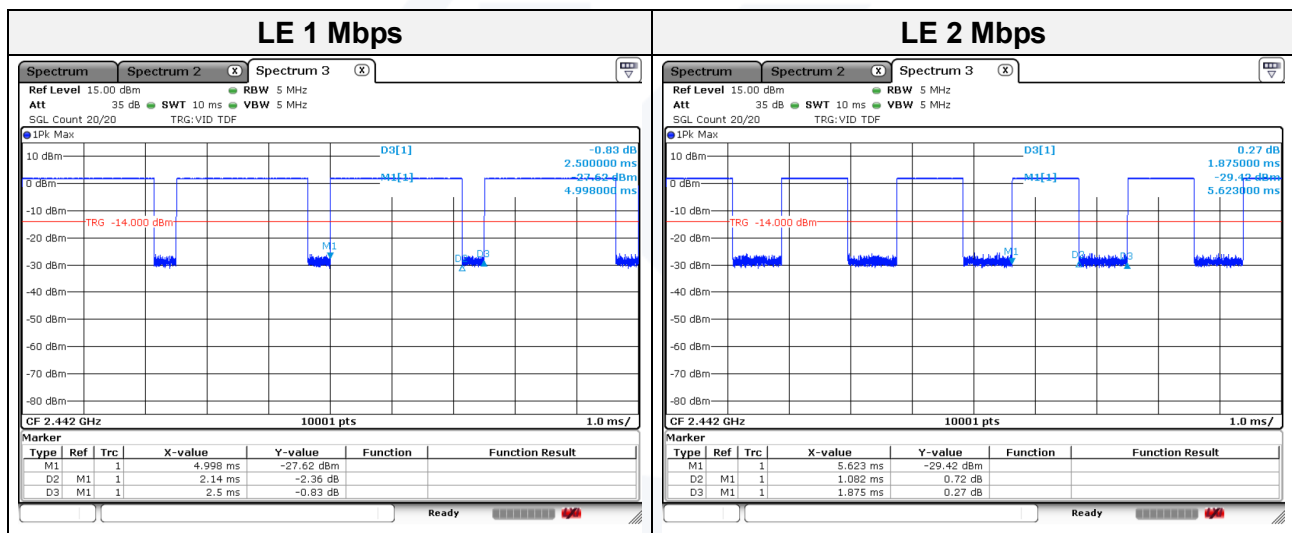 LE 1 Mbps
LE 2 Mbps
Spectrum Spectrum 2 X Spectrum 3 X
Ref Level 15.00 dBm RBW 5 MHz
Att 35 dB SWT 10 ms VBW 5 MHz
SGL Count 20/20 TRG:VID TDF
1Pk Max
D3[1] -0.83 dB
2.500000 ms
M1[1] -27.62 dBm
4.998000 ms
10 dBm
0 dBm
-10 dBm
TRG -14.000 dBm
-20 dBm
M1
D2 D3
-30 dBm
-40 dBm
-50 dBm
-60 dBm
-70 dBm
-80 dBm
CF 2.442 GHz 10001 pts 1.0 ms/
Marker
Type Ref Trc X-value Y-value Function Function Result
M1 1 4.998 ms -27.62 dBm
D2 M1 1 2.14 ms -2.36 dB
D3 M1 1 2.5 ms -0.83 dB
Ready
Spectrum Spectrum 2 X Spectrum 3 X
Ref Level 15.00 dBm RBW 5 MHz
Att 35 dB SWT 10 ms VBW 5 MHz
SGL Count 20/20 TRG:VID TDF
1Pk Max
D3[1] 0.27 dB
1.875000 ms
M1[1] -29.42 dBm
5.623000 ms
10 dBm
0 dBm
-10 dBm
TRG -14.000 dBm
-20 dBm
M1
D2 D3
-30 dBm
-40 dBm
-50 dBm
-60 dBm
-70 dBm
-80 dBm
CF 2.442 GHz 10001 pts 1.0 ms/
Marker
Type Ref Trc X-value Y-value Function Function Result
M1 1 5.623 ms -29.42 dBm
D2 M1 1 1.082 ms 0.72 dB
D3 M1 1 1.875 ms 0.27 dB
Ready